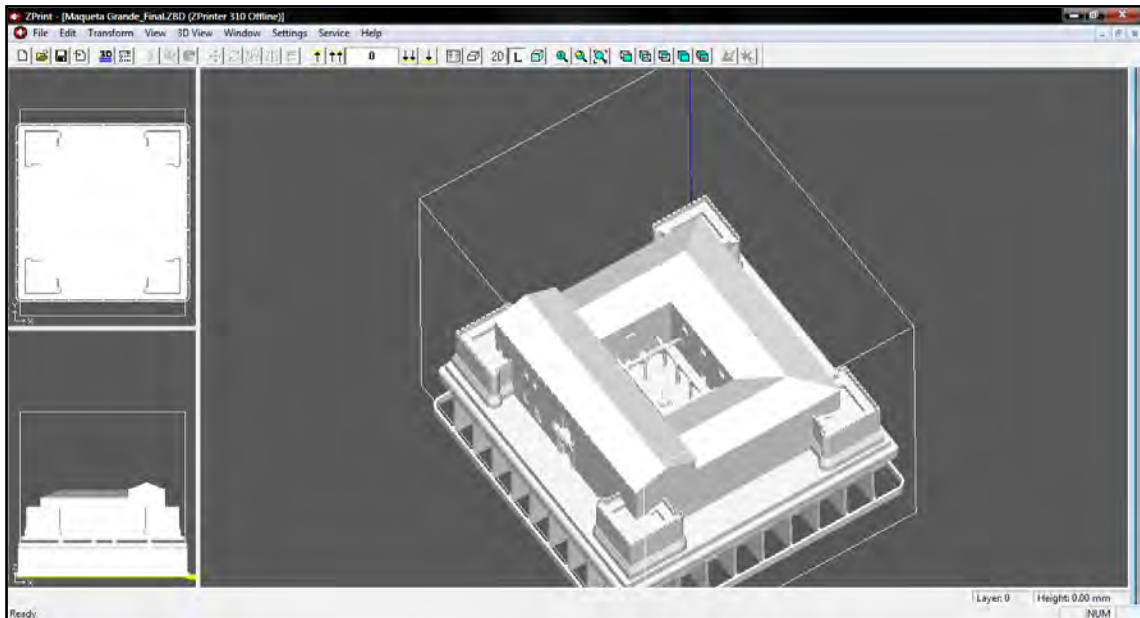 ZPrint - [Maqueta Grande_Final.ZBD (ZPrinter 310 Offline)]
File Edit Transform View 3D View Window Settings Service Help
3D 0 2D L
Y
X
Z
X
Layer: 0 Height: 0.00 mm
Ready
NUM